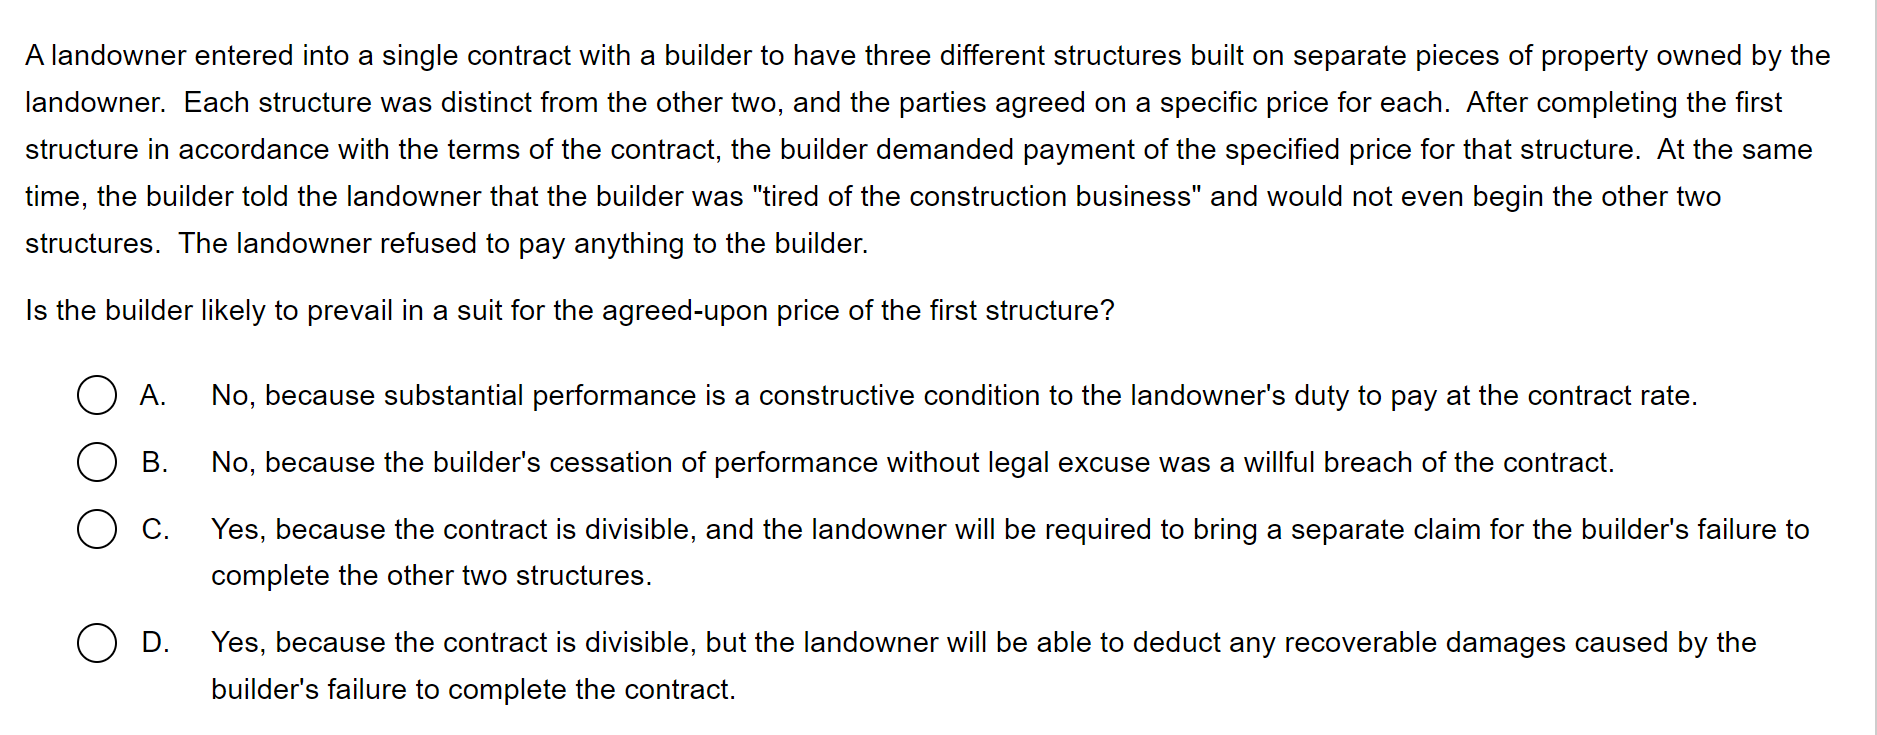 A landowner entered into a single contract with a builder to have three different structures built on separate pieces of property owned by the
landowner.  Each structure was distinct from the other two, and the parties agreed on a specific price for each.  After completing the first
structure in accordance with the terms of the contract, the builder demanded payment of the specified price for that structure.  At the same
time, the builder told the landowner that the builder was "tired of the construction business" and would not even begin the other two
structures.  The landowner refused to pay anything to the builder.
Is the builder likely to prevail in a suit for the agreed-upon price of the first structure?
A. No, because substantial performance is a constructive condition to the landowner's duty to pay at the contract rate.
B. No, because the builder's cessation of performance without legal excuse was a willful breach of the contract.
C. Yes, because the contract is divisible, and the landowner will be required to bring a separate claim for the builder's failure to
complete the other two structures.
D. Yes, because the contract is divisible, but the landowner will be able to deduct any recoverable damages caused by the
builder's failure to complete the contract.